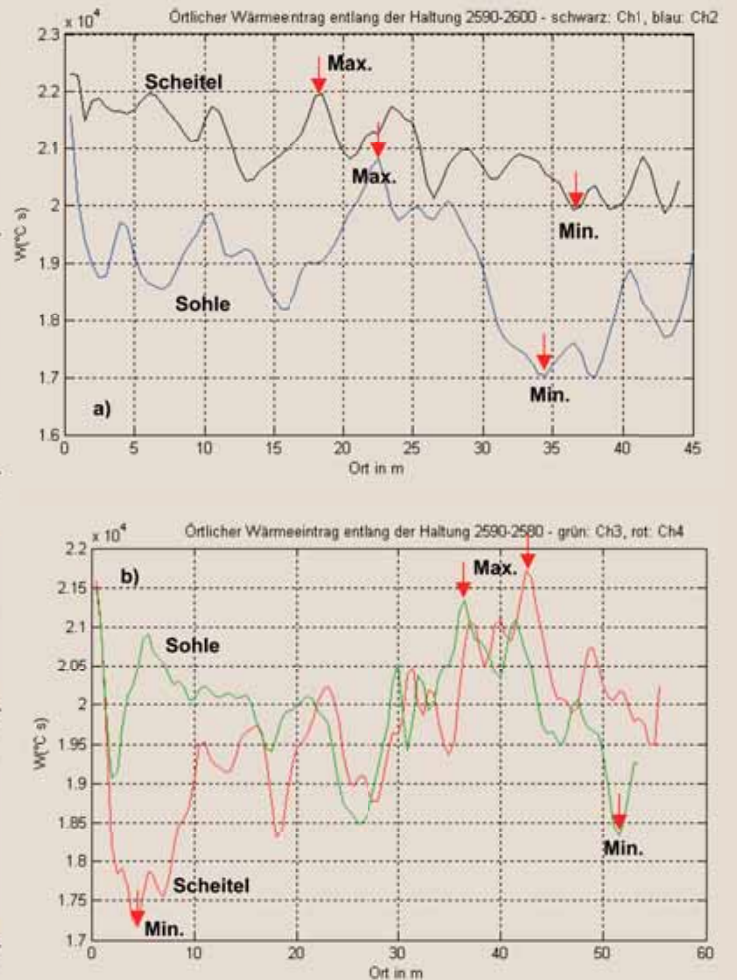 x 10⁴ Örtlicher Wärmeeintrag entlang der Haltung 2590-2600 - schwarz: Ch1, blau: Ch2
2.3
Scheitel
Max.
2.2
2.1
Max.
2
W(°C s)
Min.
1.9
Sohle
1.8
1.7
Min.
a)
1.6
0 5 10 15 20 25 30 35 40 45
Ort in m
x 10⁴ Örtlicher Wärmeeintrag entlang der Haltung 2590-2580 - grün: Ch3, rot: Ch4
2.2
b)
Max.
2.15
2.1
Sohle
2.05
2
W(°C s)
1.95
1.9
1.85
Min.
1.8
Scheitel
1.75
Min.
1.7
0 10 20 30 40 50 60
Ort in m